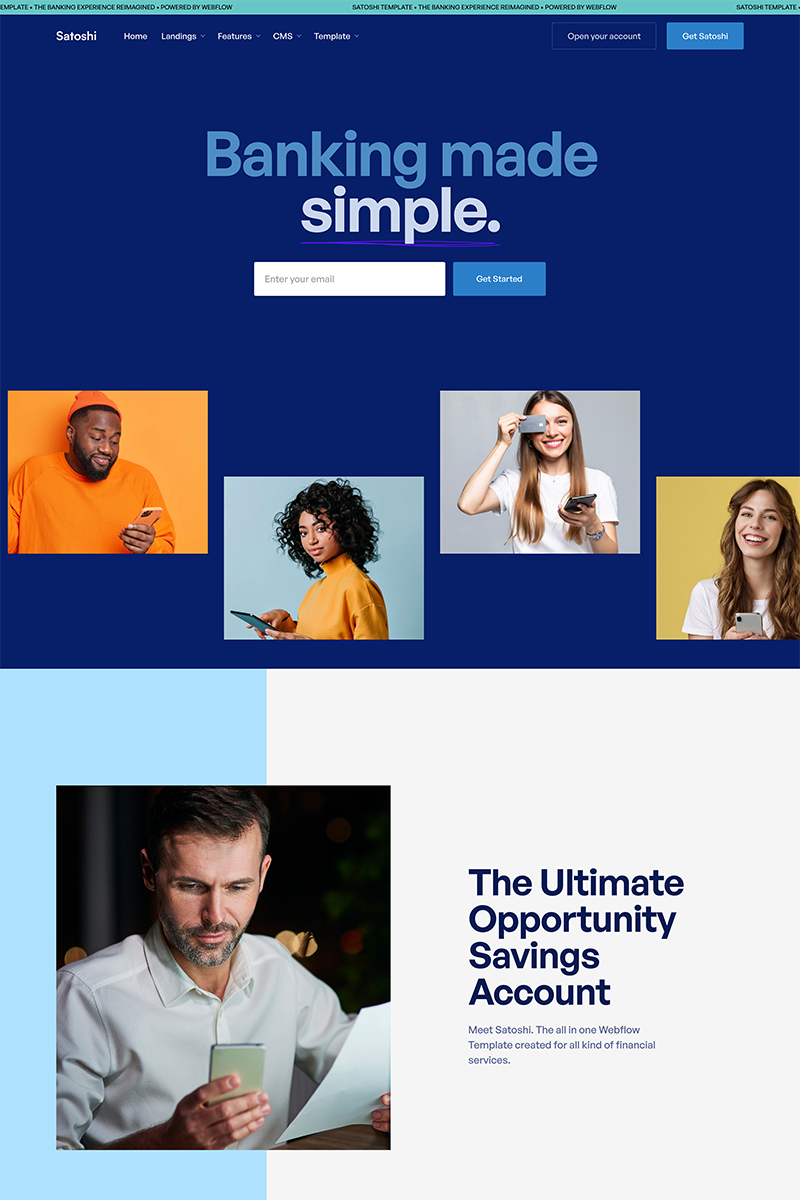 EMPLATE • THE BANKING EXPERIENCE REIMAGINED • POWERED BY WEBFLOW SATOSHI TEMPLATE • THE BANKING EXPERIENCE REIMAGINED • POWERED BY WEBFLOW SATOSHI TEMPLATE •
Satoshi Home Landings Features CMS Template Open your account Get Satoshi
Banking made
simple.
Enter your email Get Started
The Ultimate
Opportunity
Savings
Account
Meet Satoshi. The all in one Webflow
Template created for all kind of financial
services.